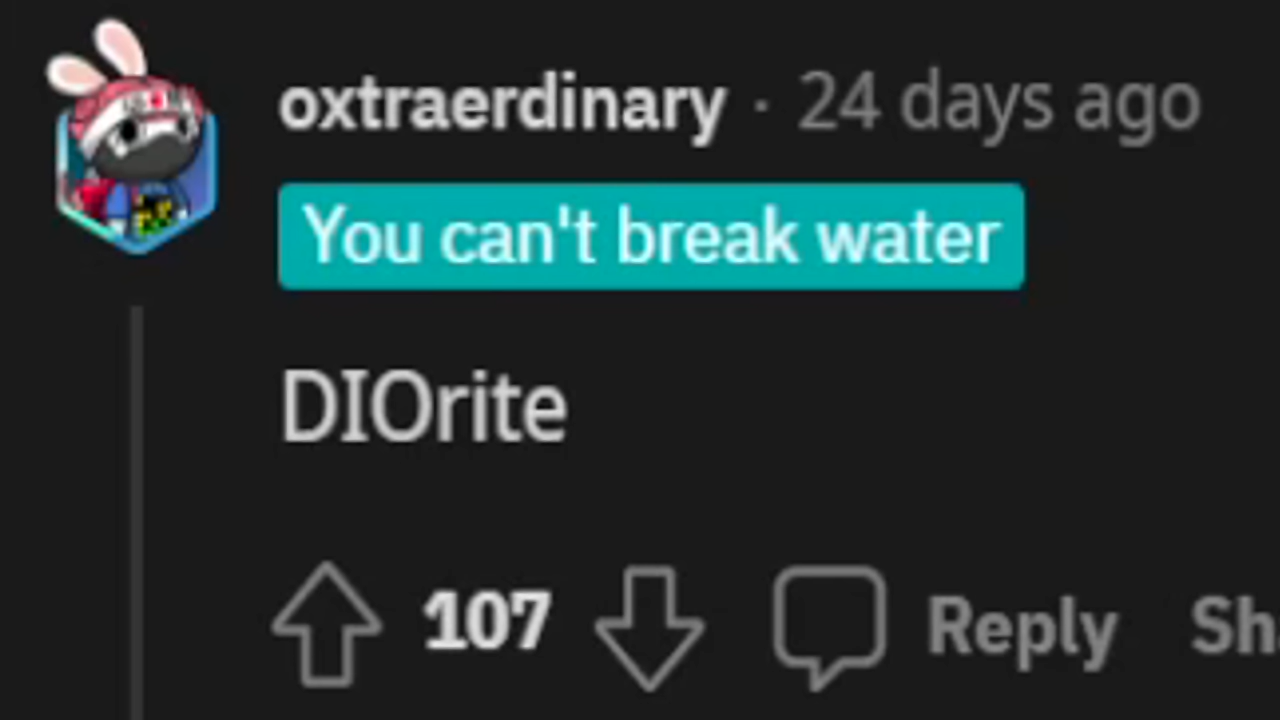 oxtraerdinary · 24 days ago
You can't break water
DIOrite
107 Reply Sh